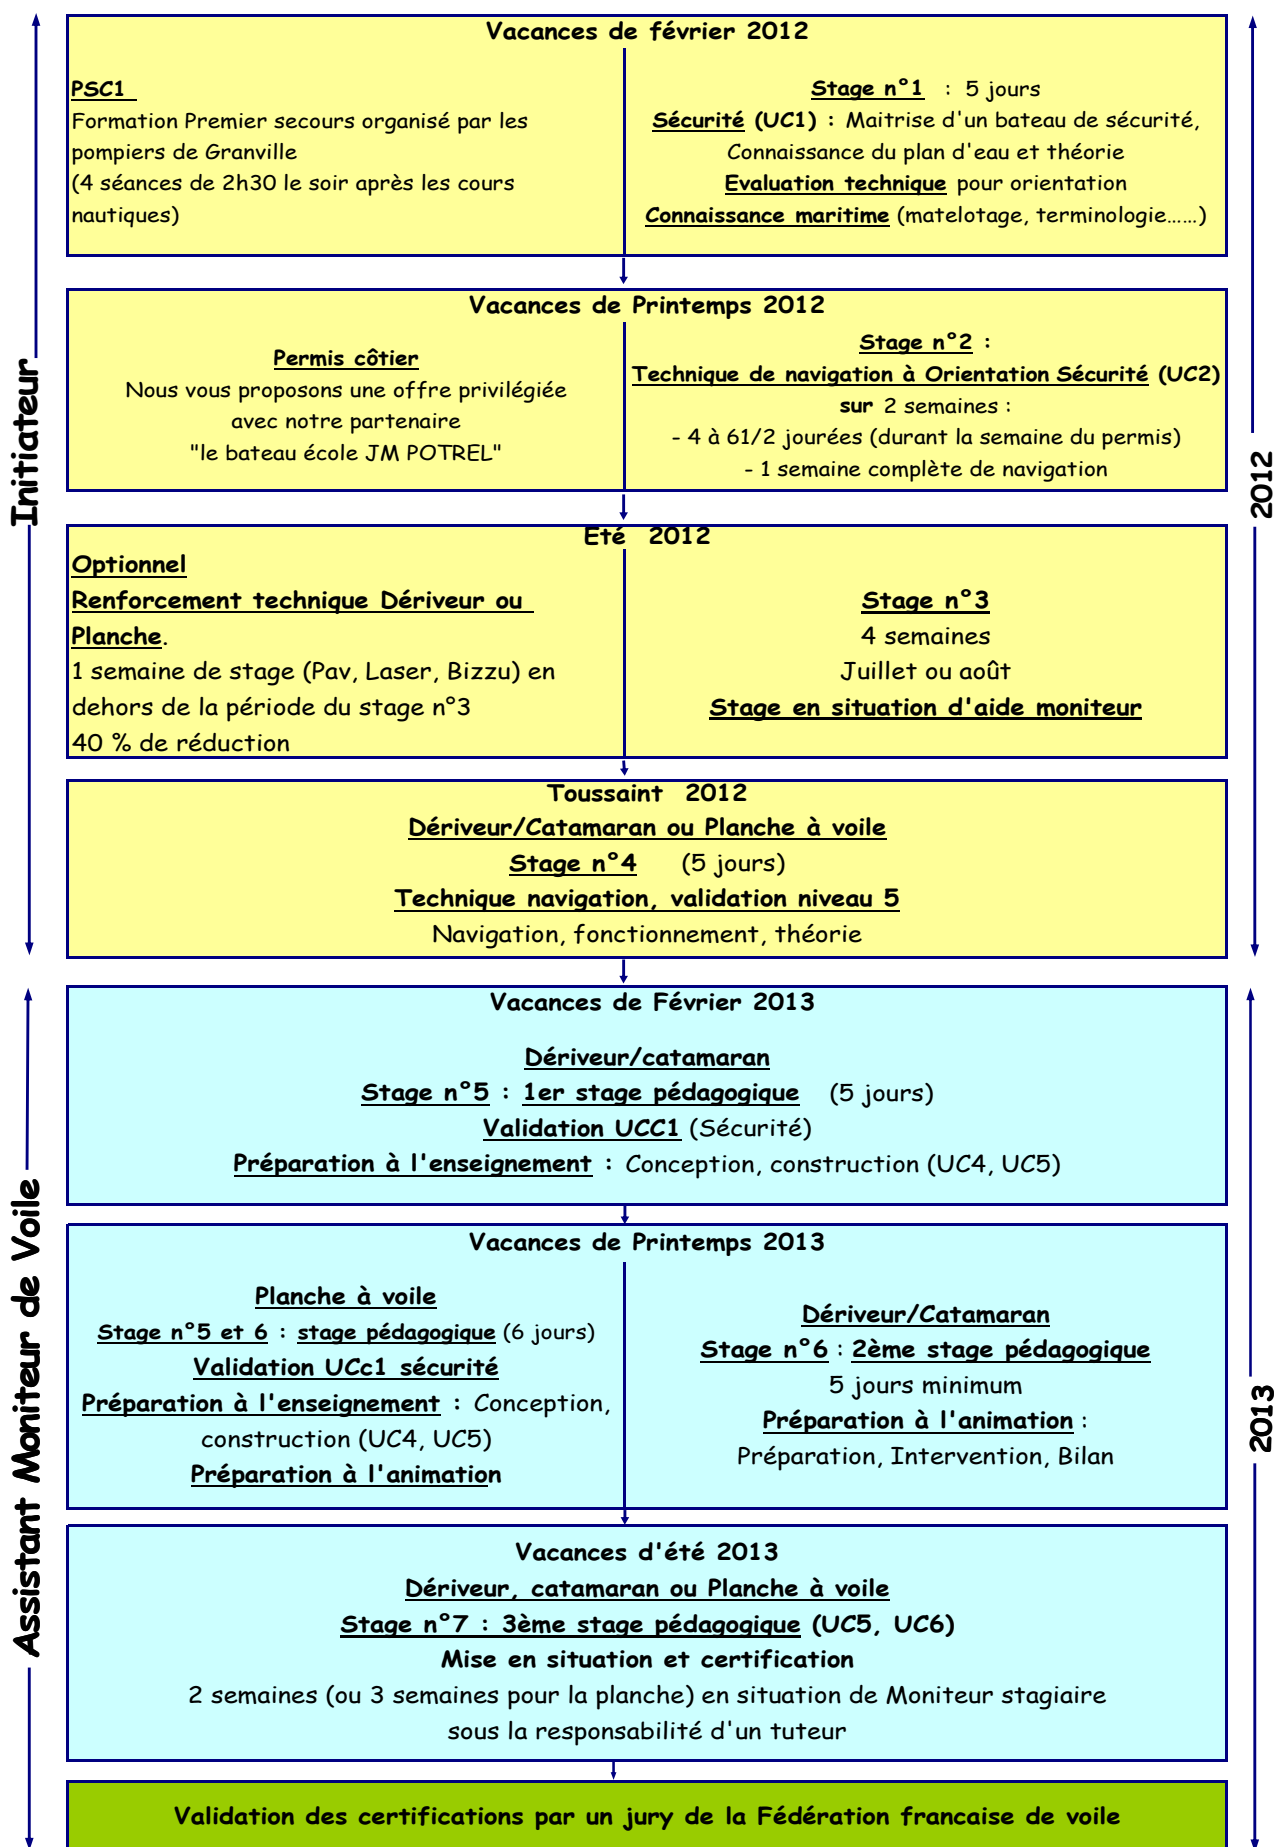 Vacances de février 2012
PSC1
Formation Premier secours organisé par les
pompiers de Granville
(4 séances de 2h30 le soir après les cours
nautiques)
Stage n°1 : 5 jours
Sécurité (UC1) : Maitrise d'un bateau de sécurité,
Connaissance du plan d'eau et théorie
Evaluation technique pour orientation
Connaissance maritime (matelotage, terminologie......)
Vacances de Printemps 2012
Permis côtier
Nous vous proposons une offre privilégiée
avec notre partenaire
"le bateau école JM POTREL"
Stage n°2 :
Technique de navigation à Orientation Sécurité (UC2)
sur 2 semaines :
- 4 à 61/2 jourées (durant la semaine du permis)
- 1 semaine complète de navigation
Eté 2012
Optionnel
Renforcement technique Dériveur ou
Planche.
1 semaine de stage (Pav, Laser, Bizzu) en
dehors de la période du stage n°3
40 % de réduction
Stage n°3
4 semaines
Juillet ou août
Stage en situation d'aide moniteur
Toussaint 2012
Dériveur/Catamaran ou Planche à voile
Stage n°4 (5 jours)
Technique navigation, validation niveau 5
Navigation, fonctionnement, théorie
Initiateur
2012
Vacances de Février 2013
Dériveur/catamaran
Stage n°5 : 1er stage pédagogique (5 jours)
Validation UCC1 (Sécurité)
Préparation à l'enseignement : Conception, construction (UC4, UC5)
Vacances de Printemps 2013
Planche à voile
Stage n°5 et 6 : stage pédagogique (6 jours)
Validation UCc1 sécurité
Préparation à l'enseignement : Conception,
construction (UC4, UC5)
Préparation à l'animation
Dériveur/Catamaran
Stage n°6 : 2ème stage pédagogique
5 jours minimum
Préparation à l'animation :
Préparation, Intervention, Bilan
Vacances d'été 2013
Dériveur, catamaran ou Planche à voile
Stage n°7 : 3ème stage pédagogique (UC5, UC6)
Mise en situation et certification
2 semaines (ou 3 semaines pour la planche) en situation de Moniteur stagiaire
sous la responsabilité d'un tuteur
Assistant Moniteur de Voile
2013
Validation des certifications par un jury de la Fédération francaise de voile